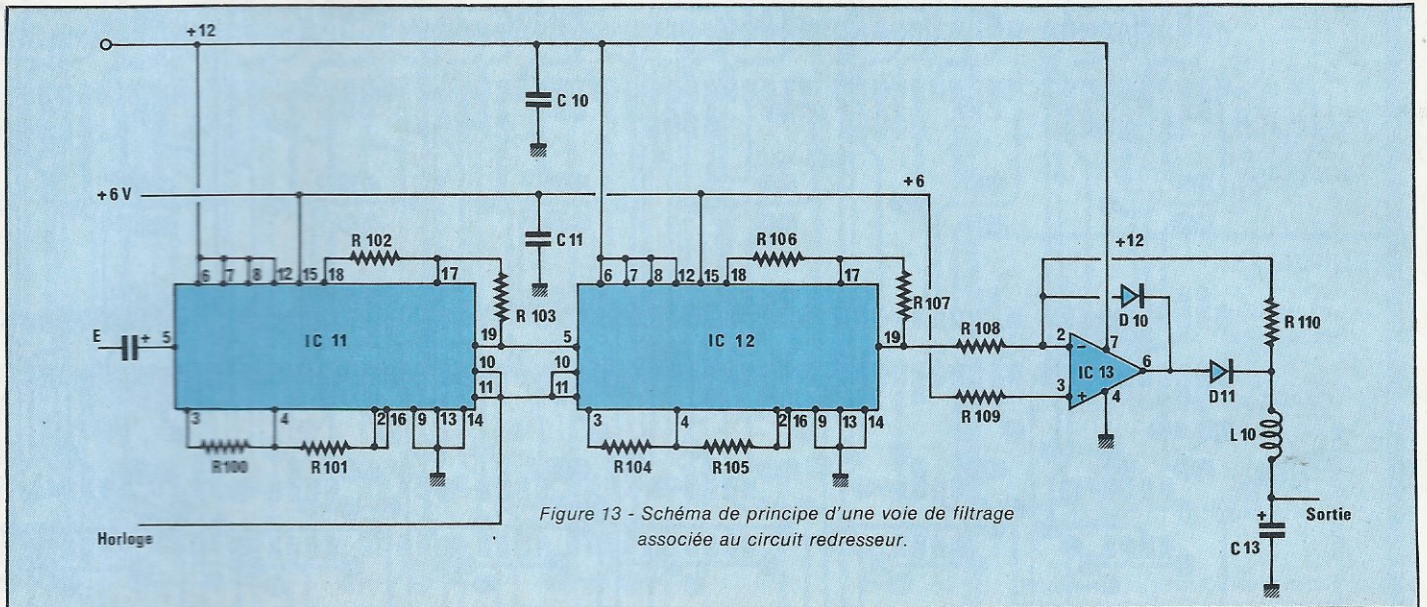 +12
C 10
+6 V
+6
C 11
R 102
R 106
+12
6 7 8 12 15 18 17
R 103
6 7 8 12 15 18 17
R 107
D 10
R 110
E + 5
IC 11
19
5
IC 12
19
R 108
2 -
7
IC 13
6
10
10
3 +
4
11
11
R 109
D11
3 4 2 16 9 13 14
3 4 2 16 9 13 14
L 10
R100
R 101
R 104
R 105
Horloge
Figure 13 - Schéma de principe d'une voie de filtrage
associée au circuit redresseur.
+
C 13
Sortie